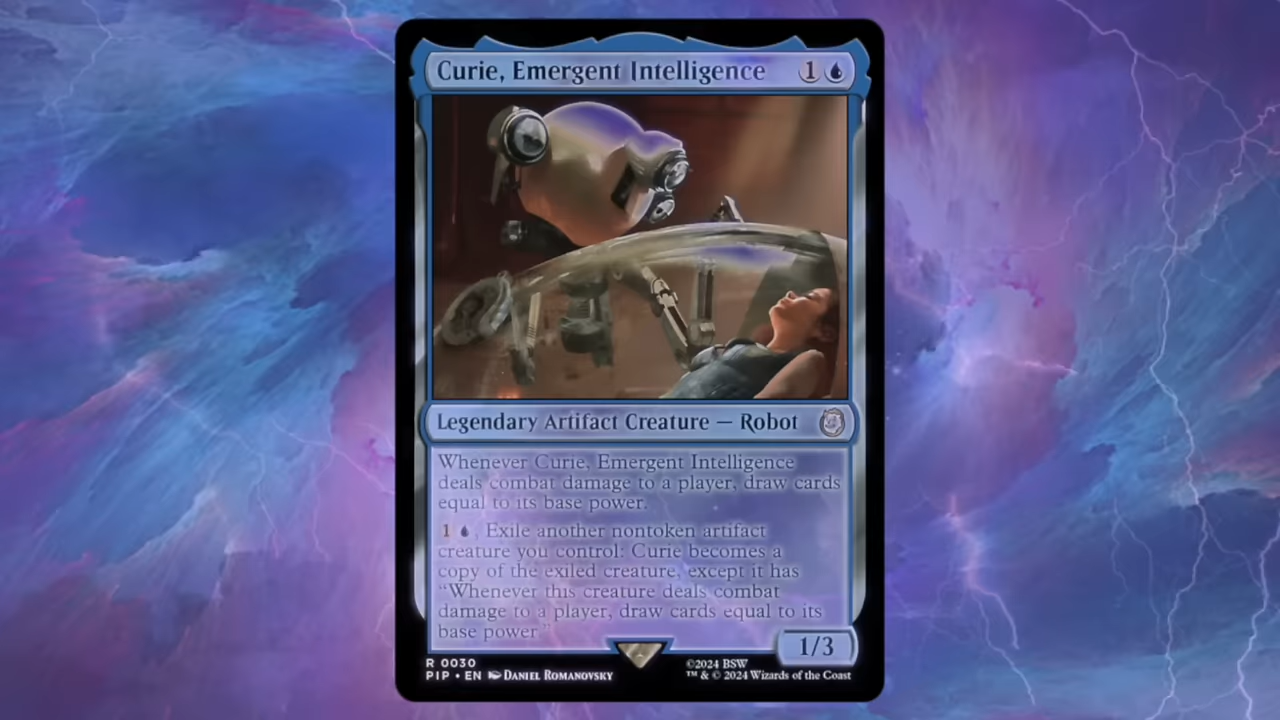 Curie, Emergent Intelligence 1
Legendary Artifact Creature — Robot
Whenever Curie, Emergent Intelligence
deals combat damage to a player, draw cards
equal to its base power.
1 , Exile another nontoken artifact
creature you control: Curie becomes a
copy of the exiled creature, except it has
“Whenever this creature deals combat
damage to a player, draw cards equal to its
base power.”
1/3
R 0030
PIP • EN DANIEL ROMANOVSKY
©2024 BSW
™ & © 2024 Wizards of the Coast